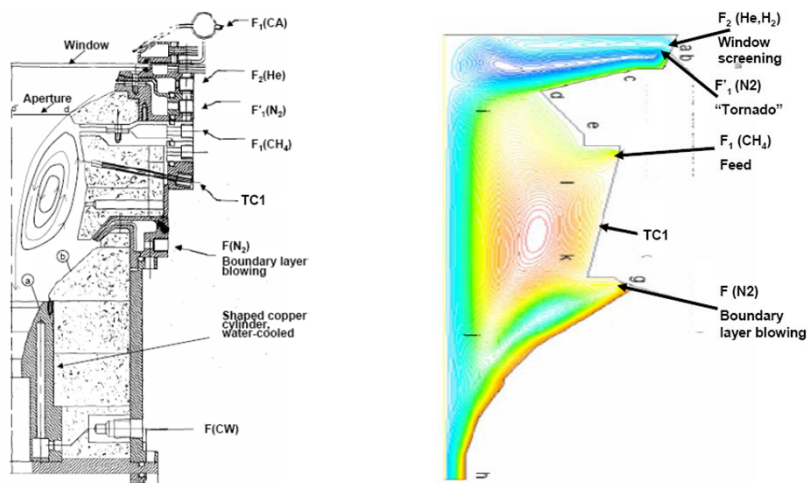 F₁(CA)
Window
F₂(He)
Aperture
d'
d
F'₁(N₂)
F₁(CH₄)
TC1
F(N₂)
Boundary layer
blowing
b
a
Shaped copper
cylinder,
water-cooled
F(CW)
F₂ (He,H₂)
Window
screening
a
b
F'₁ (N2)
"Tornado"
c
d
e
F₁ (CH₄)
Feed
TC1
k
g
F (N2)
Boundary
layer blowing
h